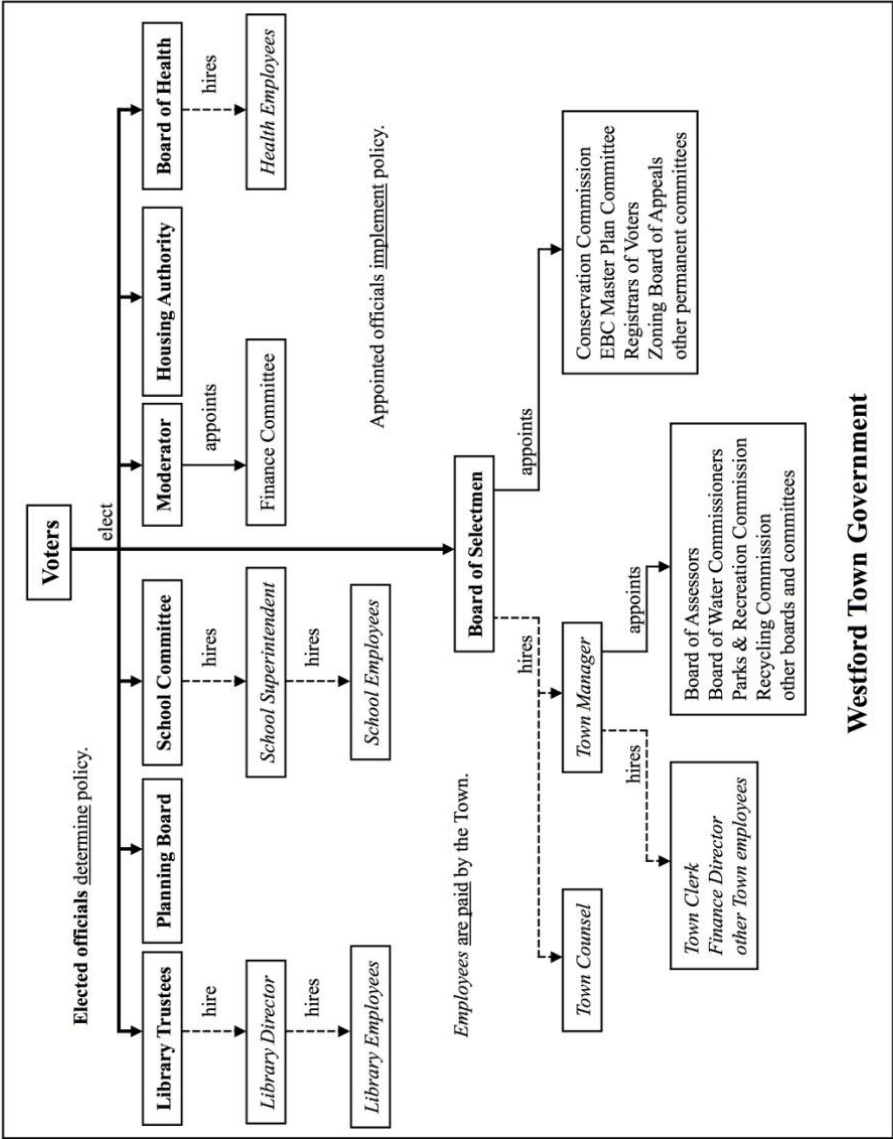 Voters
elect
Elected officials determine policy.
Library Trustees
Planning Board
School Committee
Moderator
Housing Authority
Board of Health
hire
hires
appoints
hires
Library Director
School Superintendent
Finance Committee
Health Employees
hires
hires
Library Employees
School Employees
Appointed officials implement policy.
Employees are paid by the Town.
Board of Selectmen
hires
appoints
Town Counsel
Town Manager
Conservation Commission
EBC Master Plan Committee
Registrars of Voters
Zoning Board of Appeals
other permanent committees
hires
appoints
Town Clerk
Finance Director
other Town employees
Board of Assessors
Board of Water Commissioners
Parks & Recreation Commission
Recycling Commission
other boards and committees
Westford Town Government